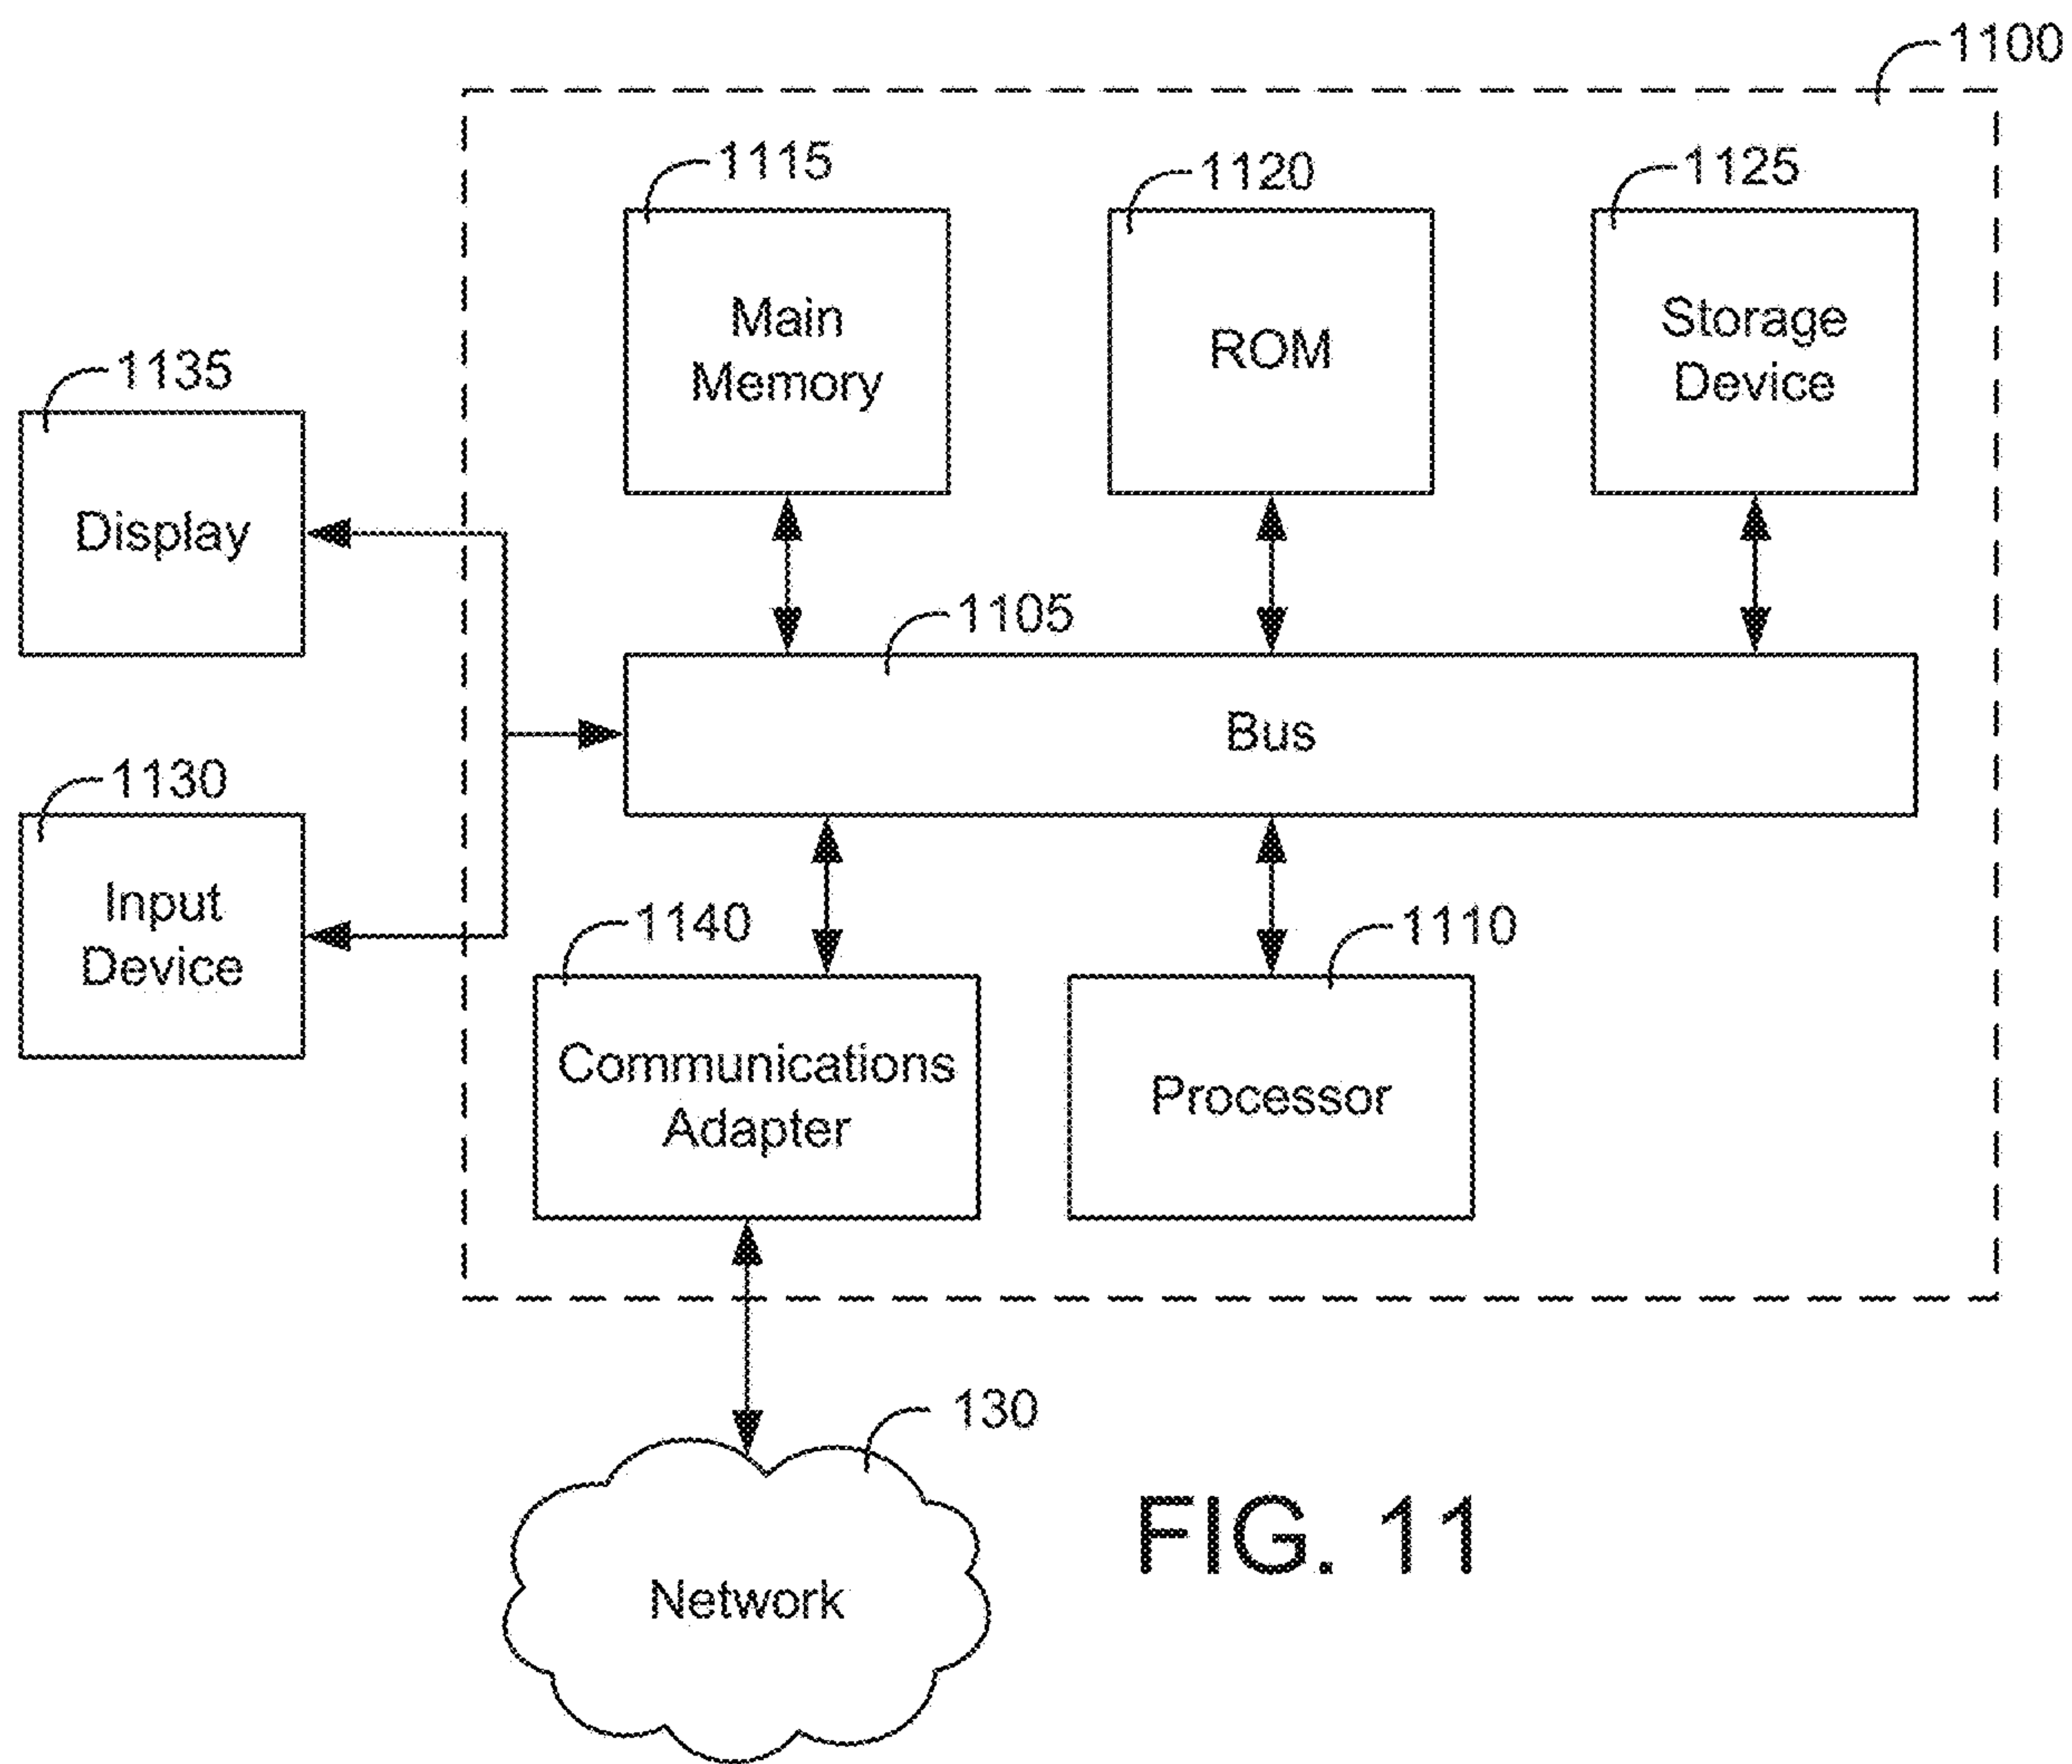 1100
1115
1120
1125
Main
Memory
ROM
Storage
Device
1135
Display
1105
Bus
1130
Input
Device
1140
1110
Communications
Adapter
Processor
130
Network
FIG. 11